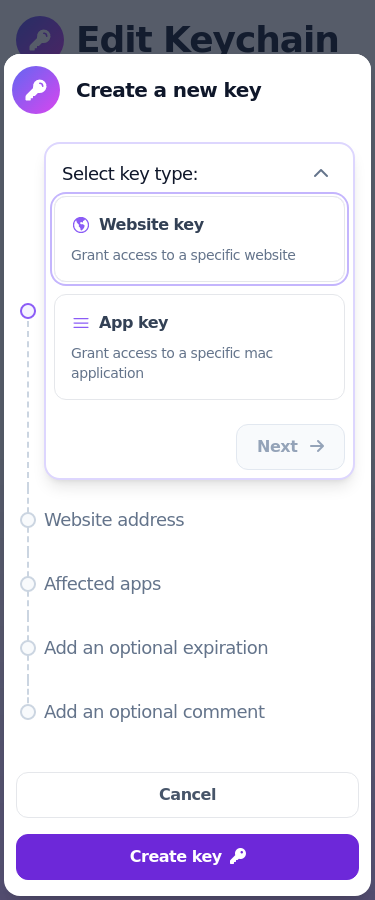 Edit Keychain
Create a new key
Select key type:
Website key
Grant access to a specific website
App key
Grant access to a specific mac
application
Next
Website address
Affected apps
Add an optional expiration
Add an optional comment
Cancel
Create key